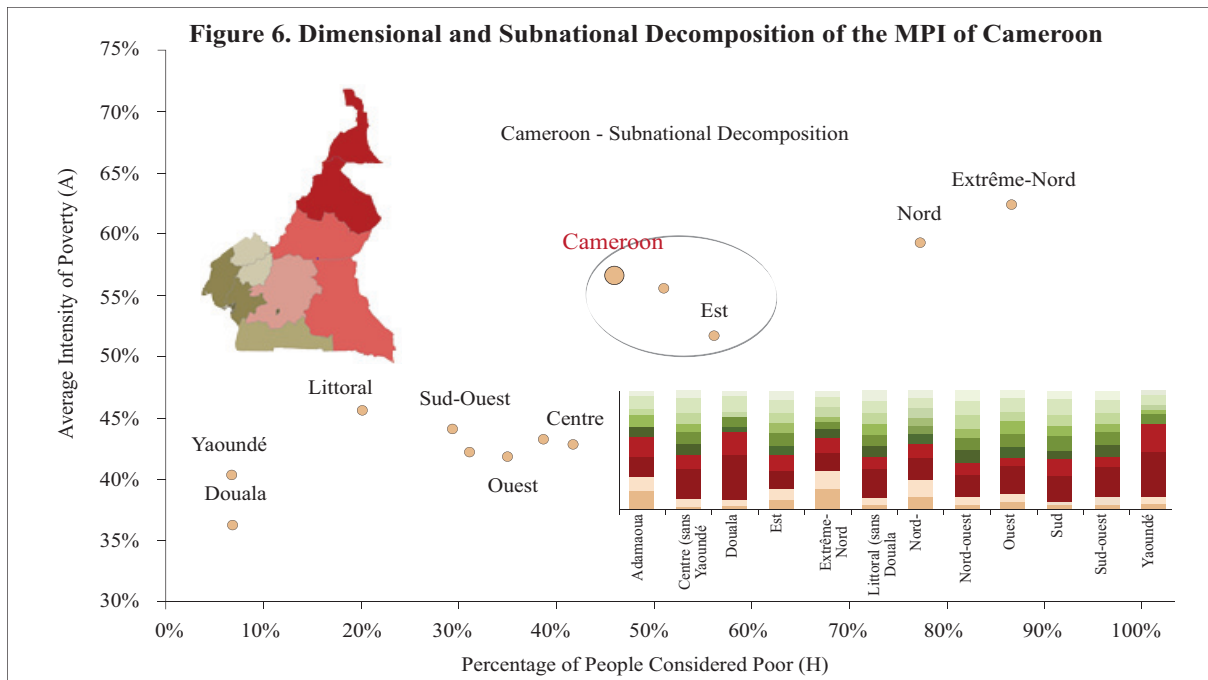 Figure 6. Dimensional and Subnational Decomposition of the MPI of Cameroon
75%
70%
65%
60%
55%
50%
45%
40%
35%
30%
Average Intensity of Poverty (A)
Cameroon - Subnational Decomposition
Extrême-Nord
Nord
Cameroon
Est
Littoral
Sud-Ouest
Centre
Yaoundé
Ouest
Douala
Adamaoua
Centre (sans
Yaoundé
Douala
Est
Extrême-
Nord
Littoral (sans
Douala
Nord-
Nord-ouest
Ouest
Sud
Sud-ouest
Yaoundé
0%
10%
20%
30%
40%
50%
60%
70%
80%
90%
100%
Percentage of People Considered Poor (H)